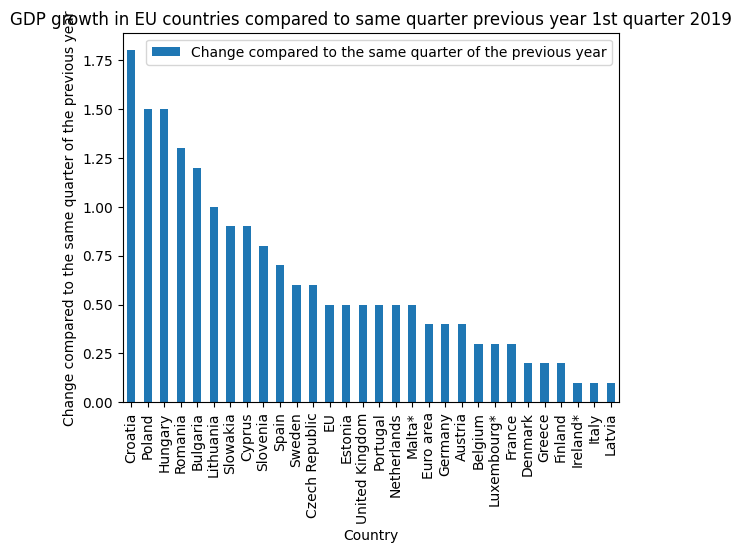 GDP growth in EU countries compared to same quarter previous year 1st quarter 2019
Change compared to the same quarter of the previous year
Change compared to the same quarter of the previous year
1.75
1.50
1.25
1.00
0.75
0.50
0.25
0.00
Croatia
Poland
Hungary
Romania
Bulgaria
Lithuania
Slowakia
Cyprus
Slovenia
Spain
Sweden
Czech Republic
EU
Estonia
United Kingdom
Portugal
Netherlands
Malta*
Euro area
Germany
Austria
Belgium
Luxembourg*
France
Denmark
Greece
Finland
Ireland*
Italy
Latvia
Country